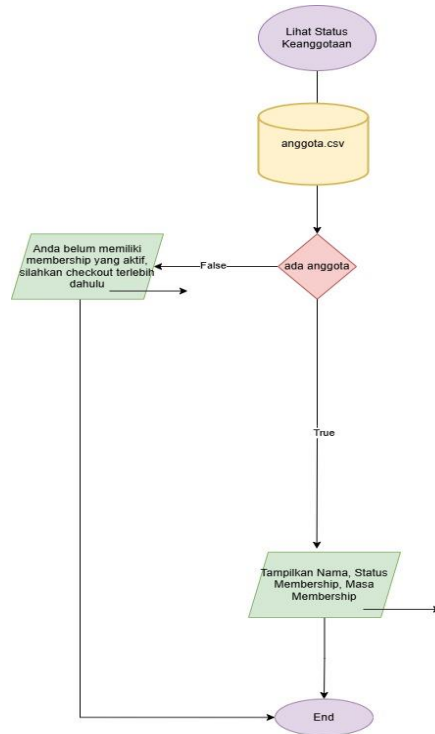 Lihat Status
Keanggotaan
anggota.csv
Anda belum memiliki
membership yang aktif,
silahkan checkout terlebih
dahulu
False
ada anggota
True
Tampilkan Nama, Status
Membership, Masa
Membership
End